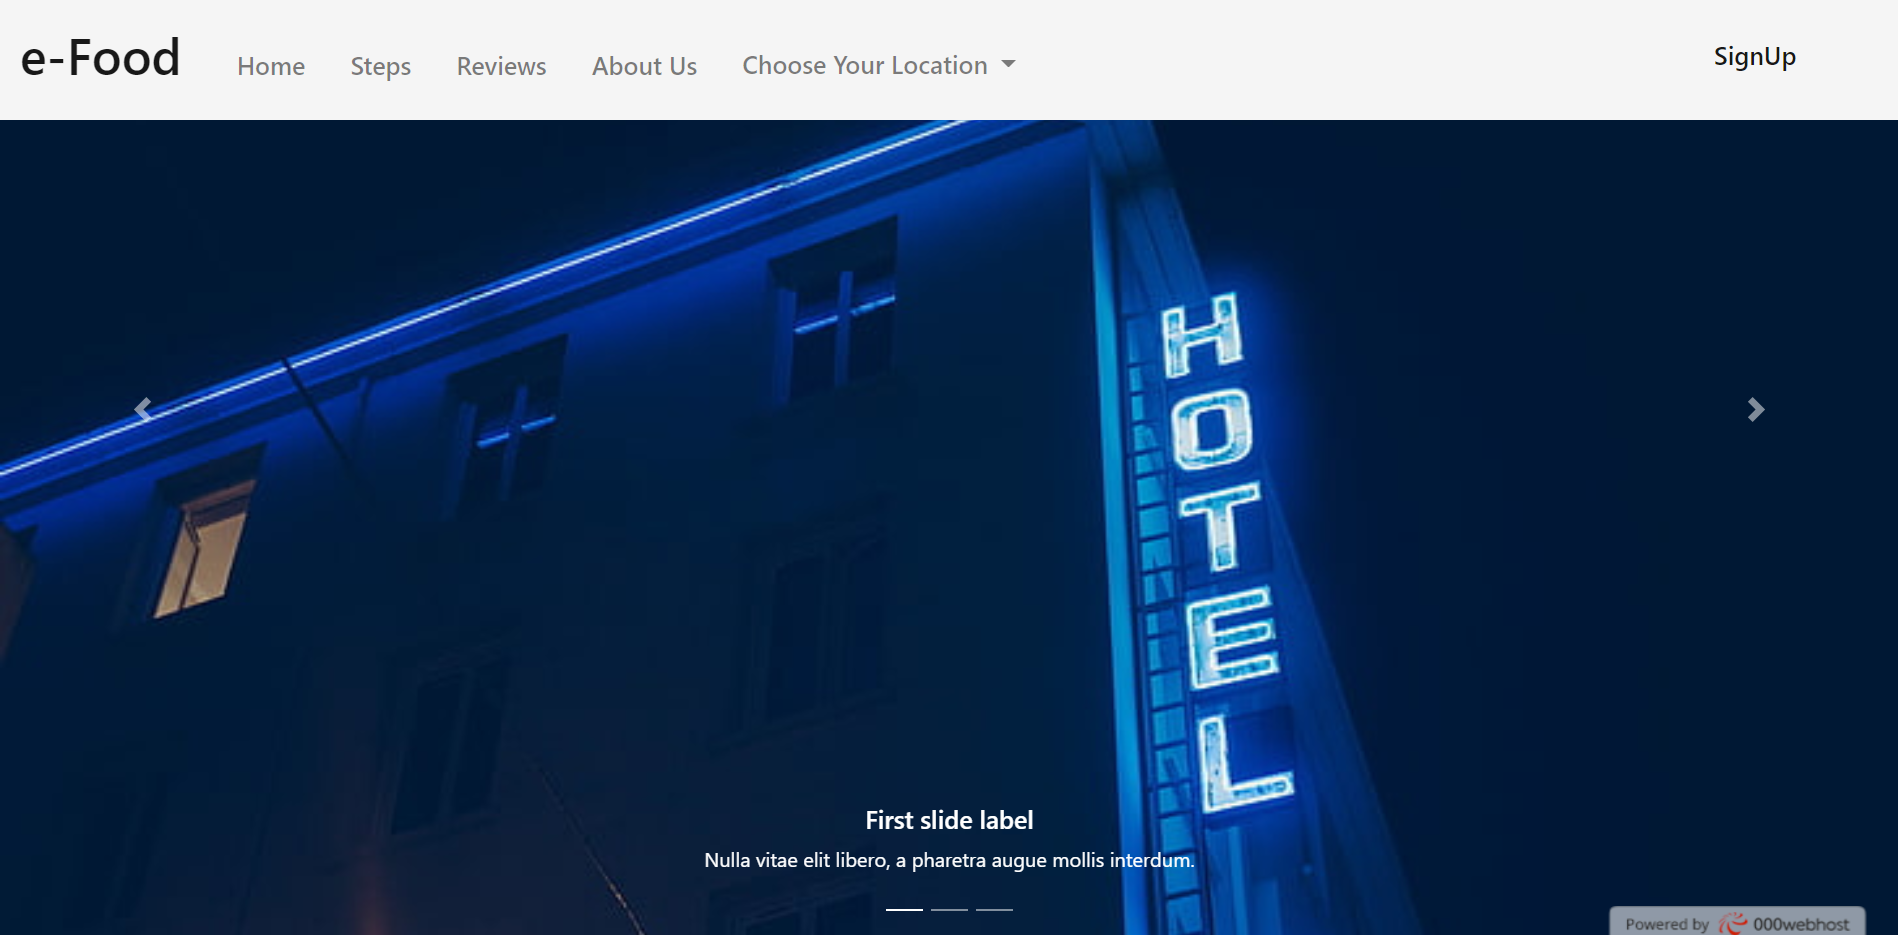 e-Food
Home
Steps
Reviews
About Us
Choose Your Location
SignUp
HOTEL
First slide label
Nulla vitae elit libero, a pharetra augue mollis interdum.
Powered by 000webhost